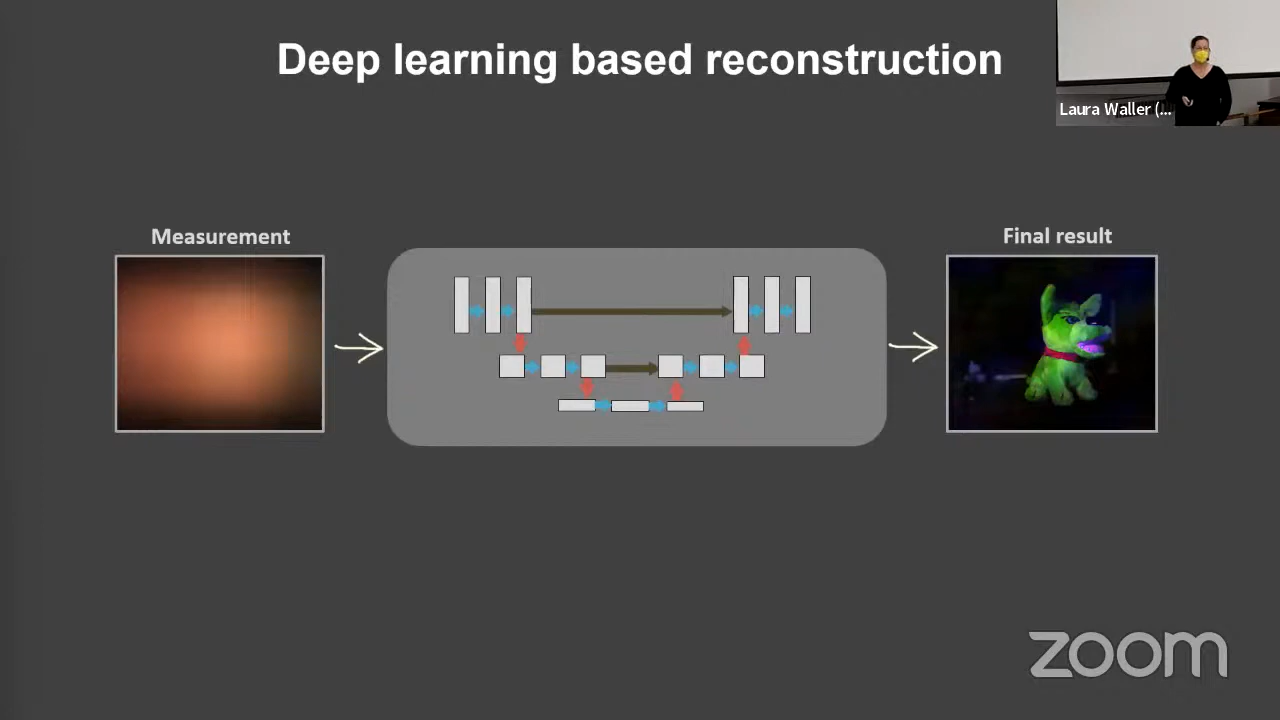 Deep learning based reconstruction
Laura Waller (...
Measurement
Final result
zoom